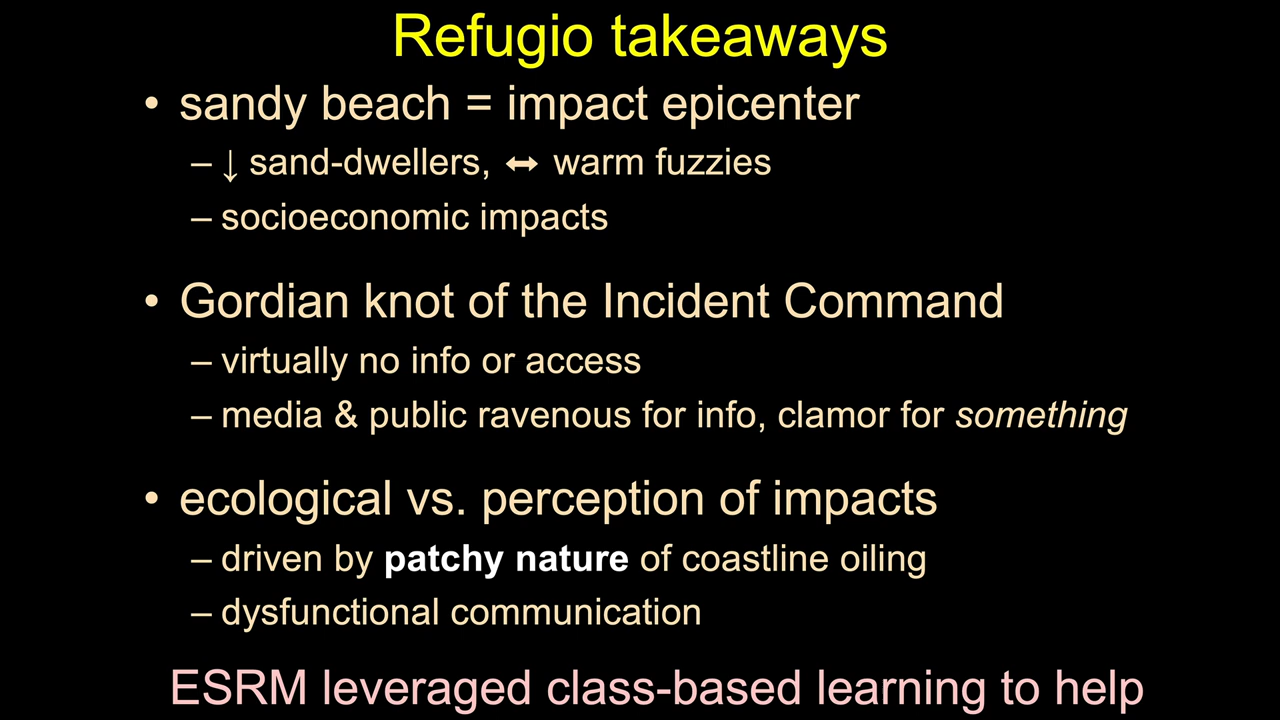 Refugio takeaways
• sandy beach = impact epicenter
– ↓ sand-dwellers, ↔ warm fuzzies
– socioeconomic impacts
• Gordian knot of the Incident Command
– virtually no info or access
– media & public ravenous for info, clamor for something
• ecological vs. perception of impacts
– driven by patchy nature of coastline oiling
– dysfunctional communication
ESRM leveraged class-based learning to help